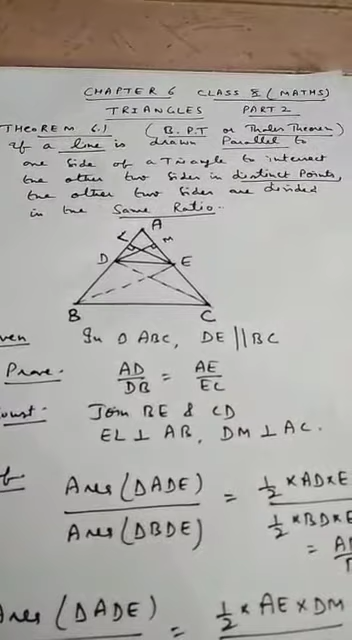 CHAPTER 6 CLASS X (MATHS)
TRIANGLES PART 2
THEOREM 6.1 (B.P.T or Thales Theorem)
If a line is drawn Parallel to
one side of a Triangle to intersect
the other two sides in distinct Points,
the other two sides are divided
in the Same Ratio.
A
L M
D E
B C
In Δ ABC, DE || BC
Prove. AD/DB = AE/EC
Const: Join BE & CD
EL ⊥ AB, DM ⊥ AC.
Area (ΔADE) / Area (ΔBDE) = ½ × AD × E / ½ × BD × E
=
Area (ΔADE) = ½ × AE × DM